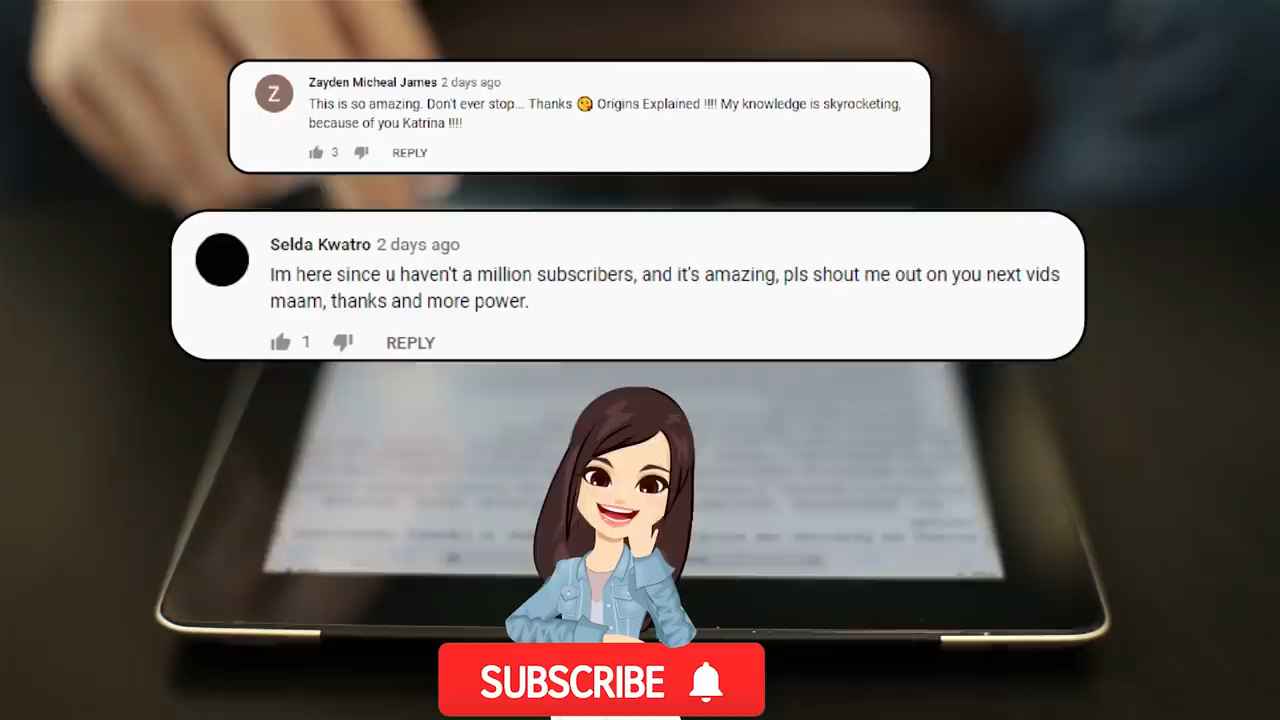 Zayden Micheal James 2 days ago
Z
This is so amazing. Don't ever stop... Thanks 😋 Origins Explained !!!! My knowledge is skyrocketing,
because of you Katrina !!!!
3 REPLY
Selda Kwatro 2 days ago
Im here since u haven't a million subscribers, and it's amazing, pls shout me out on you next vids
maam, thanks and more power.
1 REPLY
SUBSCRIBE